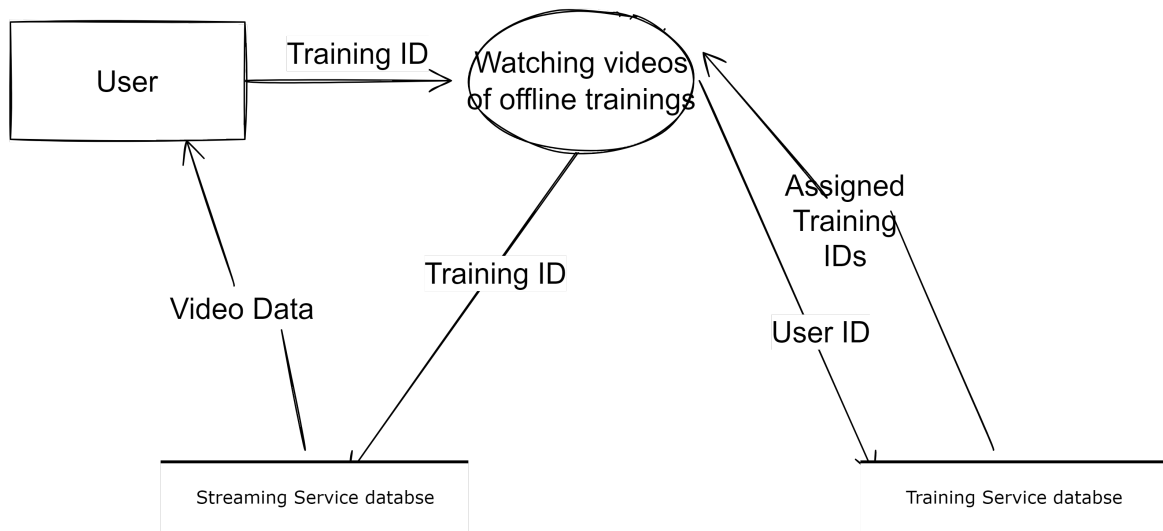 User
Training ID
Watching videos
of offline trainings
Assigned
Training
IDs
Training ID
Video Data
User ID
Streaming Service databse
Training Service databse